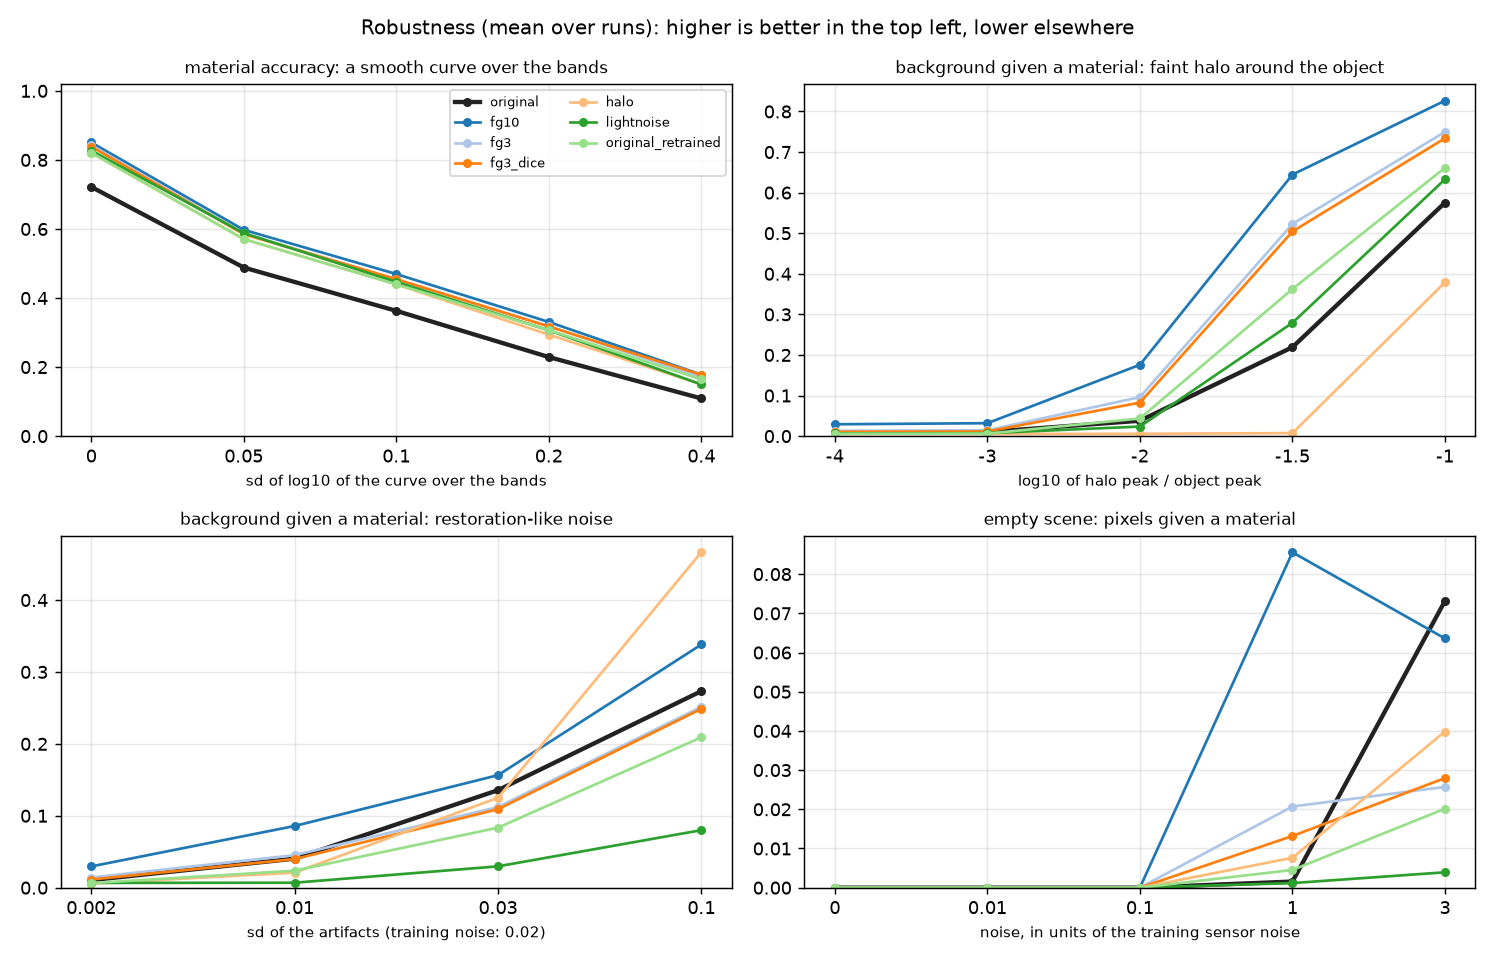 Robustness (mean over runs): higher is better in the top left, lower elsewhere
material accuracy: a smooth curve over the bands
1.0
0.8
0.6
0.4
0.2
0.0
original
fg10
fg3
fg3_dice
halo
lightnoise
original_retrained
0 0.05 0.1 0.2 0.4
sd of log10 of the curve over the bands
background given a material: faint halo around the object
0.8
0.7
0.6
0.5
0.4
0.3
0.2
0.1
0.0
-4 -3 -2 -1.5 -1
log10 of halo peak / object peak
background given a material: restoration-like noise
0.4
0.3
0.2
0.1
0.0
0.002 0.01 0.03 0.1
sd of the artifacts (training noise: 0.02)
empty scene: pixels given a material
0.08
0.07
0.06
0.05
0.04
0.03
0.02
0.01
0.00
0 0.01 0.1 1 3
noise, in units of the training sensor noise